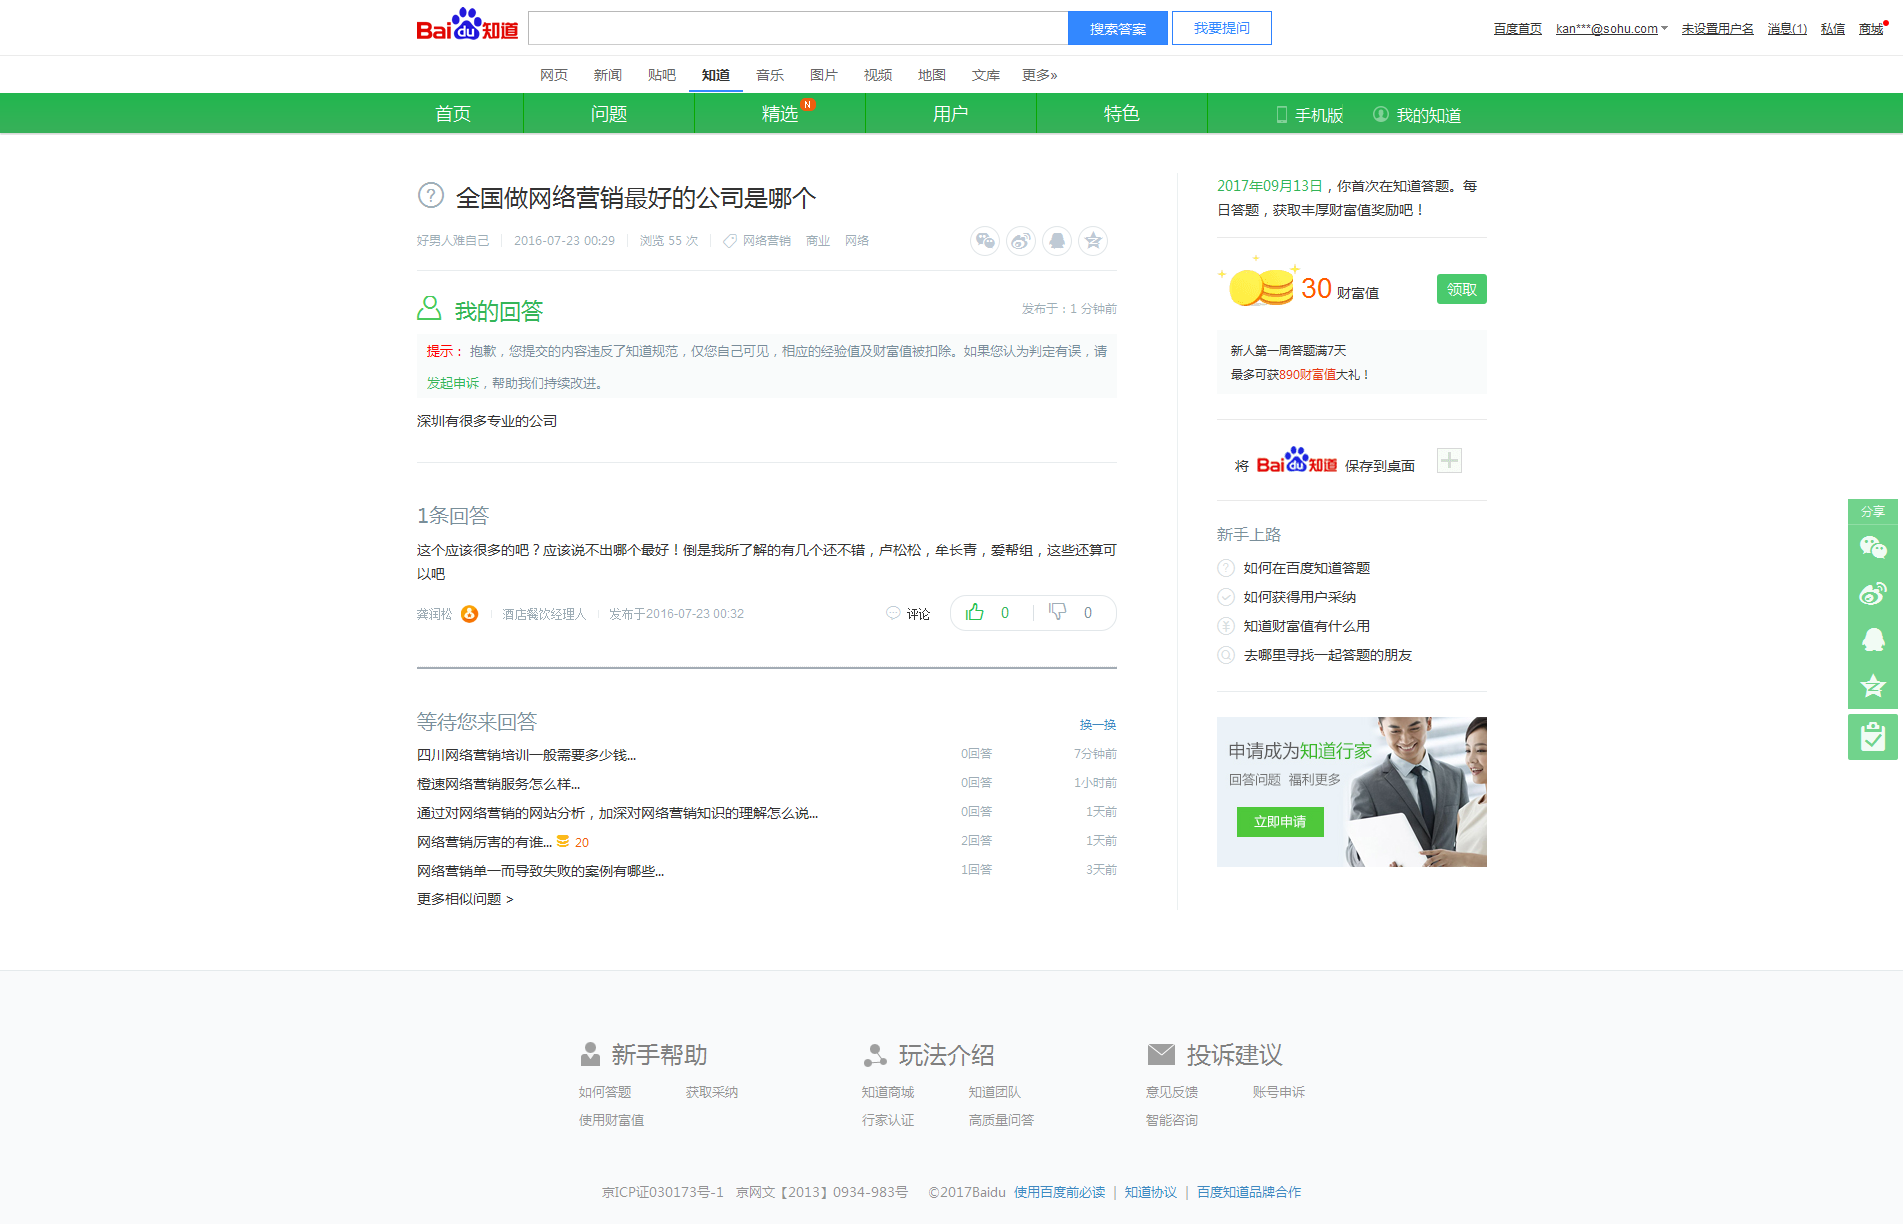 Baidu知道 搜索答案 我要提问 百度首页 kan***@sohu.com 未设置用户名 消息(1) 私信 商城
网页 新闻 贴吧 知道 音乐 图片 视频 地图 文库 更多»
首页 问题 精选 N 用户 特色 手机版 我的知道
? 全国做网络营销最好的公司是哪个
好男人难自己 2016-07-23 00:29 浏览 55 次 网络营销 商业 网络
我的回答 发布于：1 分钟前
提示： 抱歉，您提交的内容违反了知道规范，仅您自己可见，相应的经验值及财富值被扣除。如果您认为判定有误，请
发起申诉，帮助我们持续改进。
深圳有很多专业的公司
1条回答
这个应该很多的吧？应该说不出哪个最好！倒是我所了解的有几个还不错，卢松松，牟长青，爱帮组，这些还算可
以吧
龚润松 酒店餐饮经理人 发布于2016-07-23 00:32 评论 0 0
等待您来回答 换一换
四川网络营销培训一般需要多少钱... 0回答 7分钟前
橙速网络营销服务怎么样... 0回答 1小时前
通过对网络营销的网站分析，加深对网络营销知识的理解怎么说... 0回答 1天前
网络营销厉害的有谁... 20 2回答 1天前
网络营销单一而导致失败的案例有哪些... 1回答 3天前
更多相似问题 >
2017年09月13日，你首次在知道答题。每
日答题，获取丰厚财富值奖励吧！
30 财富值 领取
新人第一周答题满7天
最多可获890财富值大礼！
将 Baidu知道 保存到桌面
新手上路
? 如何在百度知道答题
如何获得用户采纳
¥ 知道财富值有什么用
去哪里寻找一起答题的朋友
申请成为知道行家
回答问题 福利更多
立即申请
分享
新手帮助 玩法介绍 投诉建议
如何答题 获取采纳 知道商城 知道团队 意见反馈 账号申诉
使用财富值 行家认证 高质量问答 智能咨询
京ICP证030173号-1 京网文【2013】0934-983号 ©2017Baidu 使用百度前必读 | 知道协议 | 百度知道品牌合作